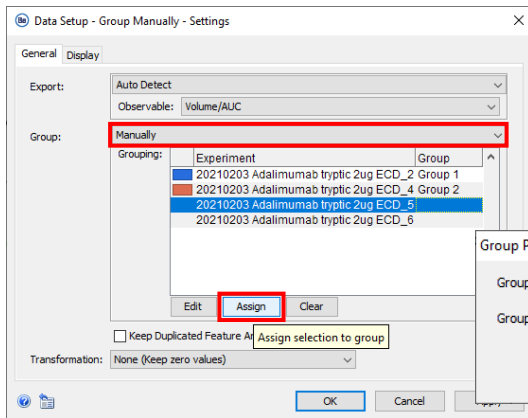 Be Data Setup - Group Manually - Settings
General Display
Export: Auto Detect
Observable: Volume/AUC
Group: Manually
Grouping: Experiment Group
20210203 Adalimumab tryptic 2ug ECD_2 Group 1
20210203 Adalimumab tryptic 2ug ECD_4 Group 2
20210203 Adalimumab tryptic 2ug ECD_5
20210203 Adalimumab tryptic 2ug ECD_6
Group P
Group
Group
Edit Assign Clear
Keep Duplicated Feature An
Assign selection to group
Transformation: None (Keep zero values)
OK Cancel